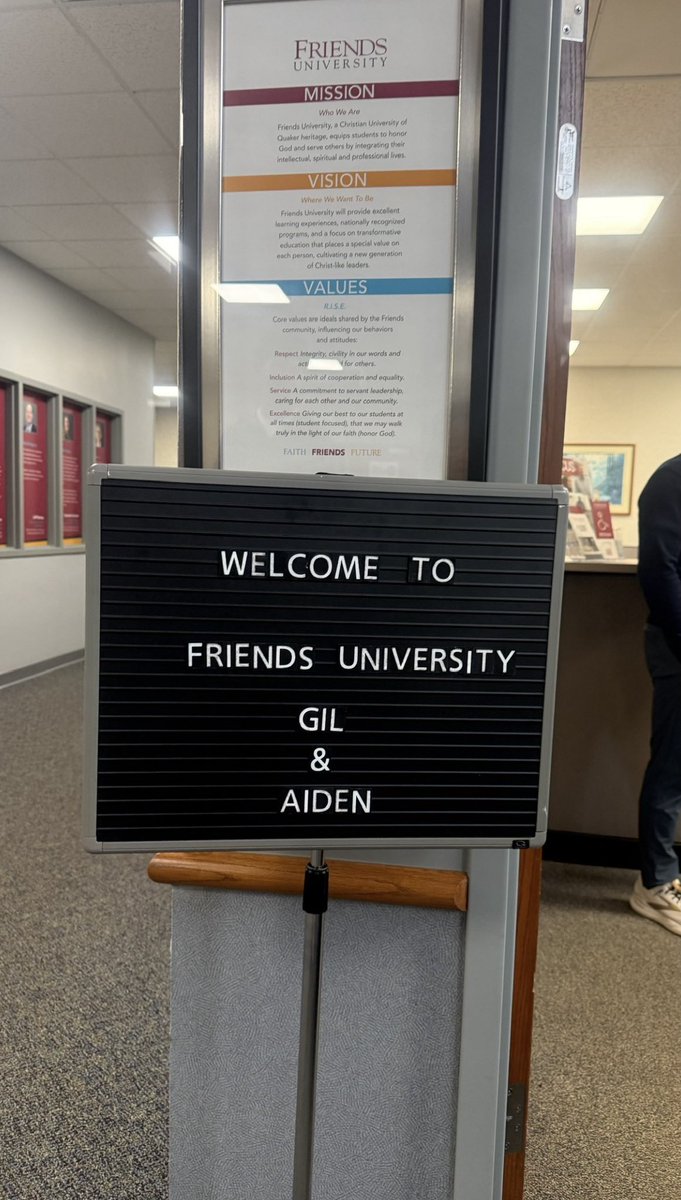 FRIENDS
UNIVERSITY
MISSION
Who We Are
Friends University, a Christian University of
Quaker heritage, equips students to honor
God and serve others by integrating their
intellectual, spiritual and professional lives.
VISION
Where We Want To Be
Friends University will provide excellent
learning experiences, nationally recognized
programs, and a focus on transformative
education that places a special value on
each person, cultivating a new generation
of Christ-like leaders.
VALUES
R.I.S.E.
Core values are ideals shared by the Friends
community, influencing our behaviors
and attitudes:
Respect Integrity, civility in our words and
for others.
Inclusion A spirit of cooperation and equality.
Service A commitment to servant leadership,
caring for each other and our community.
Excellence Giving our best to our students at
all times (student focused), that we may walk
truly in the light of our faith (honor God).
FAITH FRIENDS FUTURE
WELCOME TO
FRIENDS UNIVERSITY
GIL
&
AIDEN